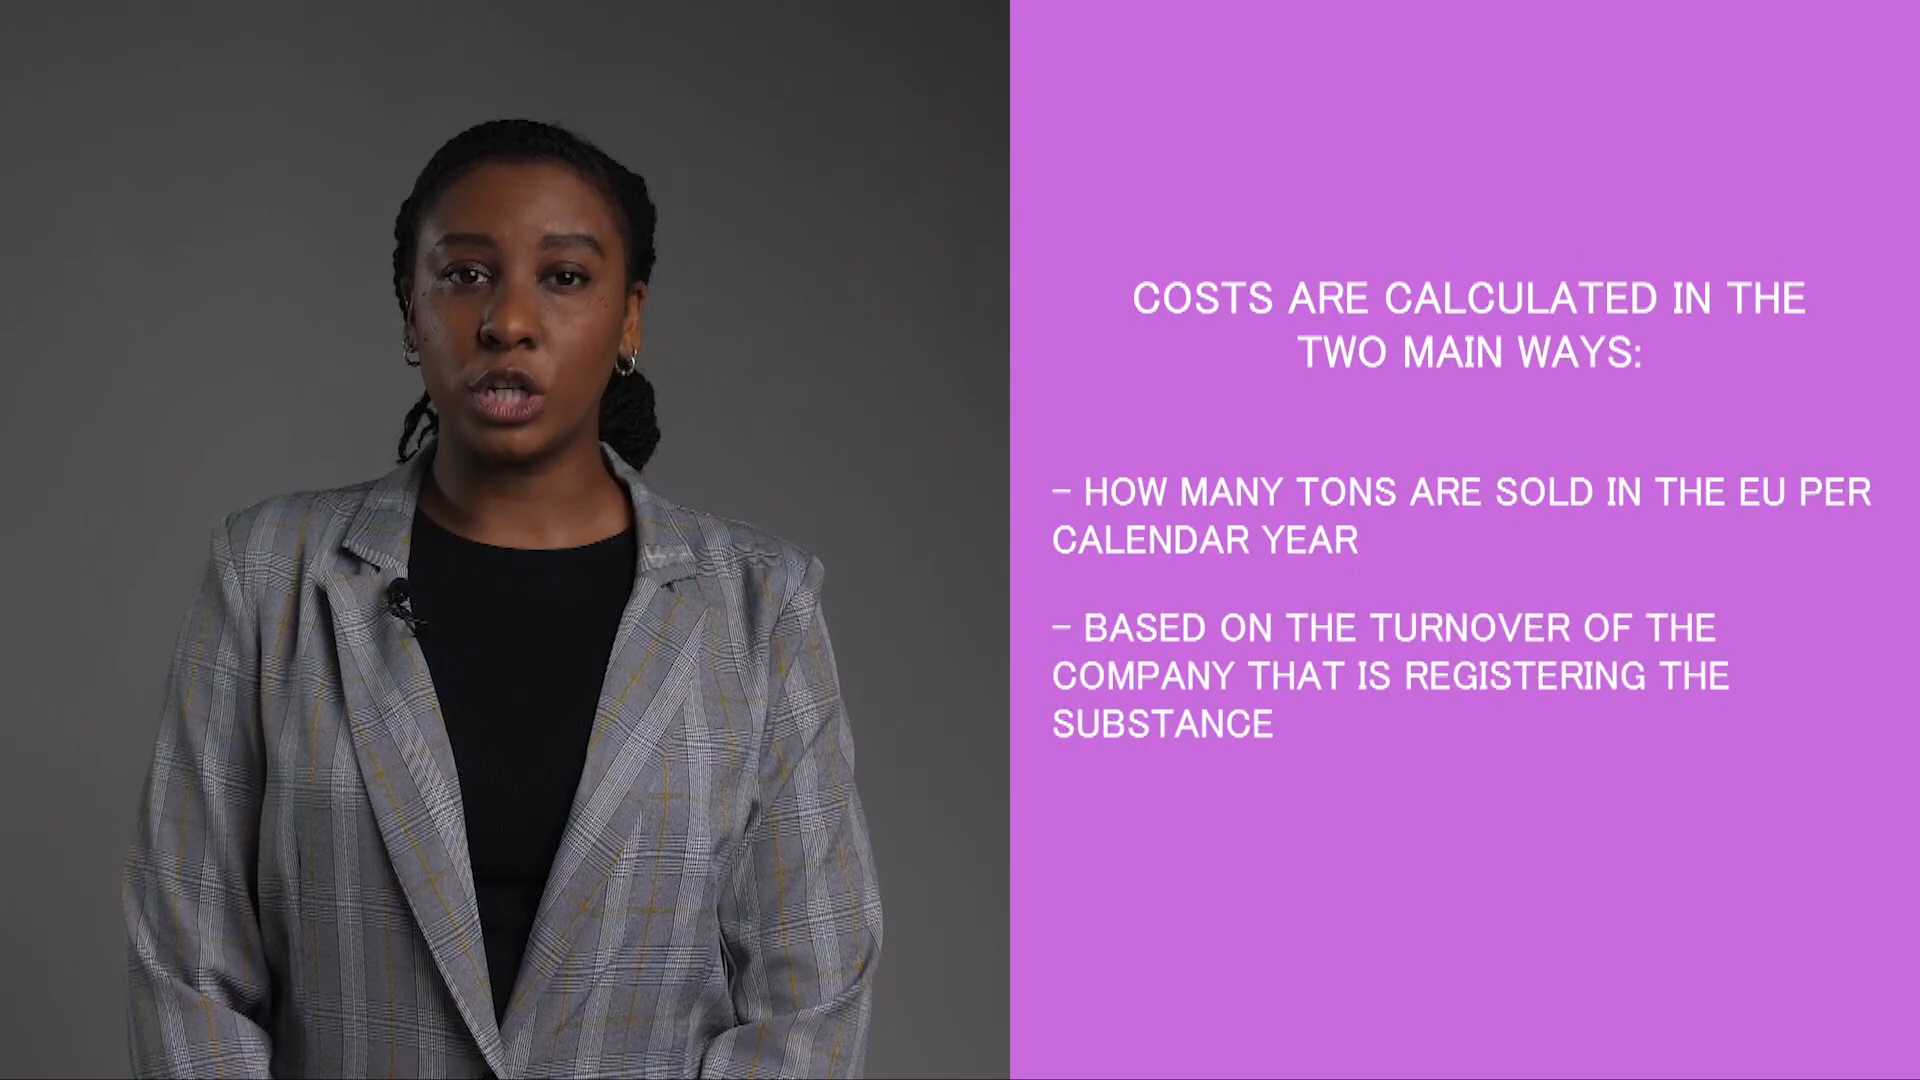 COSTS ARE CALCULATED IN THE
TWO MAIN WAYS:
– HOW MANY TONS ARE SOLD IN THE EU PER
CALENDAR YEAR
– BASED ON THE TURNOVER OF THE
COMPANY THAT IS REGISTERING THE
SUBSTANCE